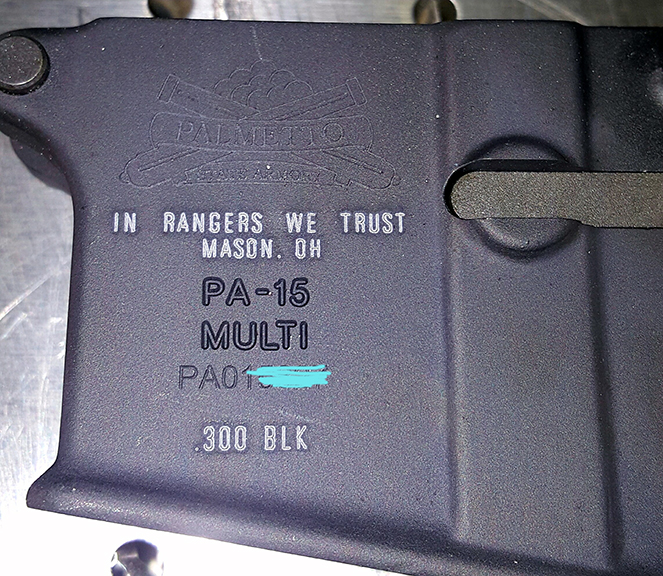 PALMETTO
STATE ARMORY
IN RANGERS WE TRUST
MASON, OH
PA-15
MULTI
PA01
.300 BLK